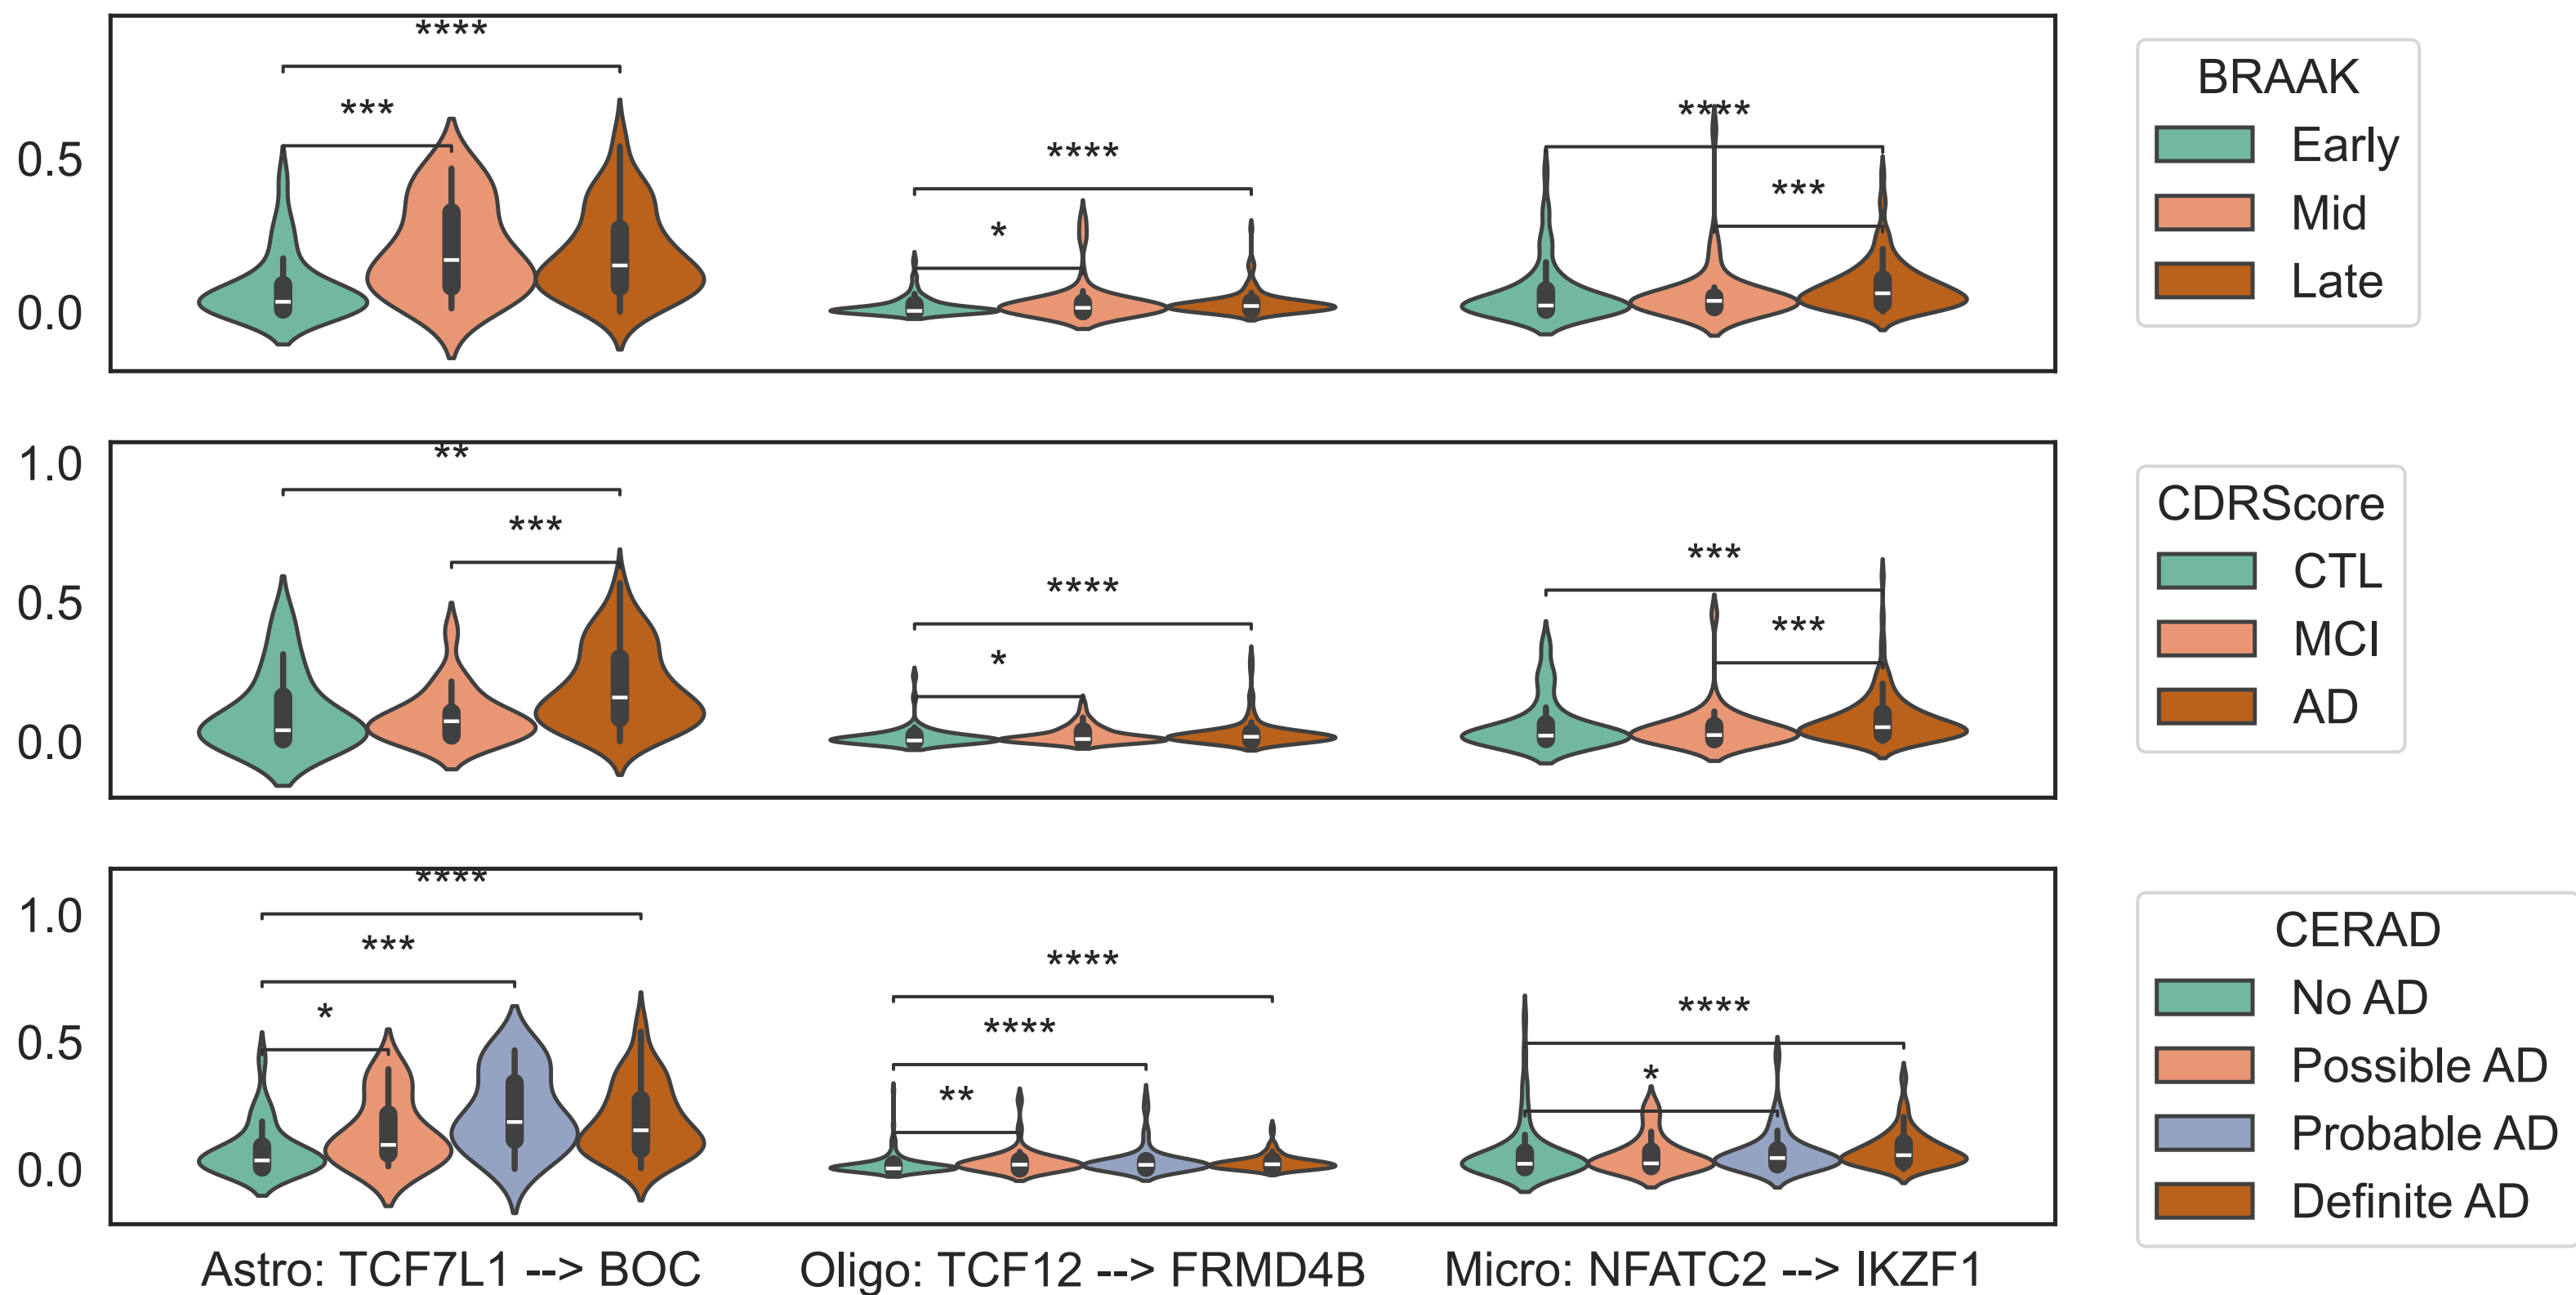 ****
***
0.5
0.0
****
*
****
***
BRAAK
Early
Mid
Late
1.0
0.5
0.0
**
***
****
*
***
***
CDRScore
CTL
MCI
AD
1.0
0.5
0.0
****
***
*
****
****
**
****
*
CERAD
No AD
Possible AD
Probable AD
Definite AD
Astro: TCF7L1 --> BOC
Oligo: TCF12 --> FRMD4B
Micro: NFATC2 --> IKZF1